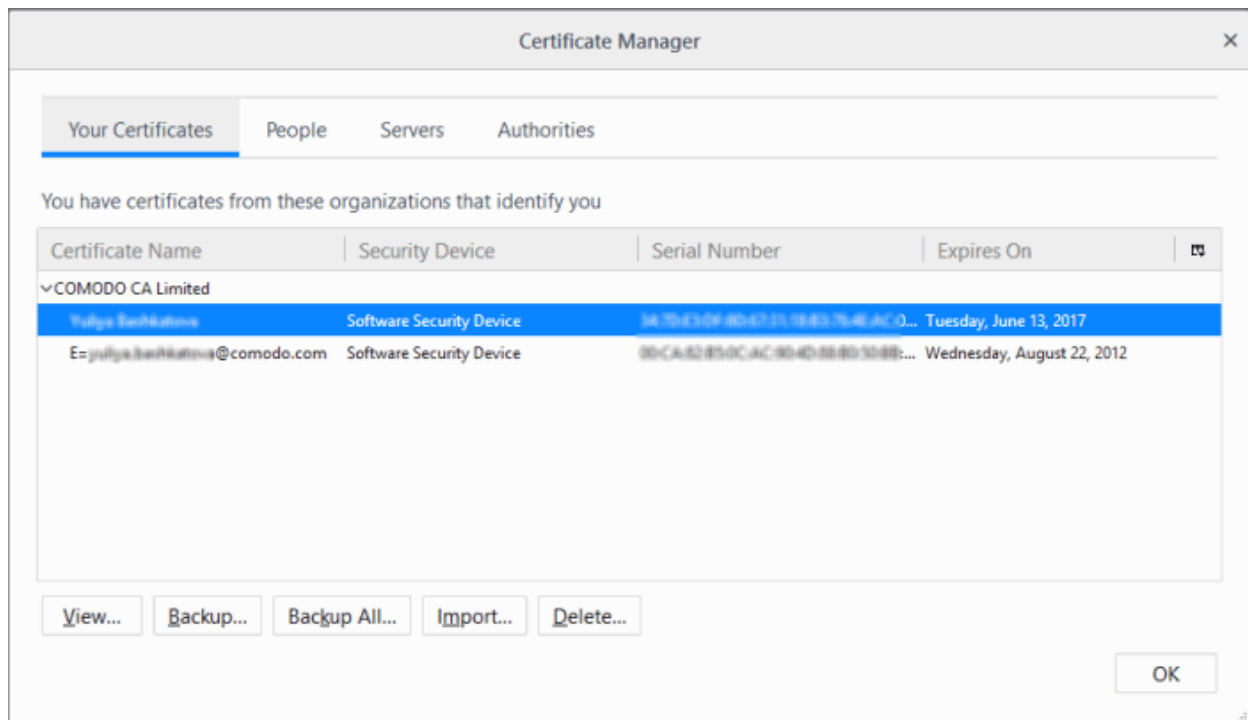 Certificate Manager
Your Certificates People Servers Authorities
You have certificates from these organizations that identify you
Certificate Name Security Device Serial Number Expires On
COMODO CA Limited
Software Security Device ... Tuesday, June 13, 2017
E= @comodo.com Software Security Device :... Wednesday, August 22, 2012
View... Backup... Backup All... Import... Delete...
OK